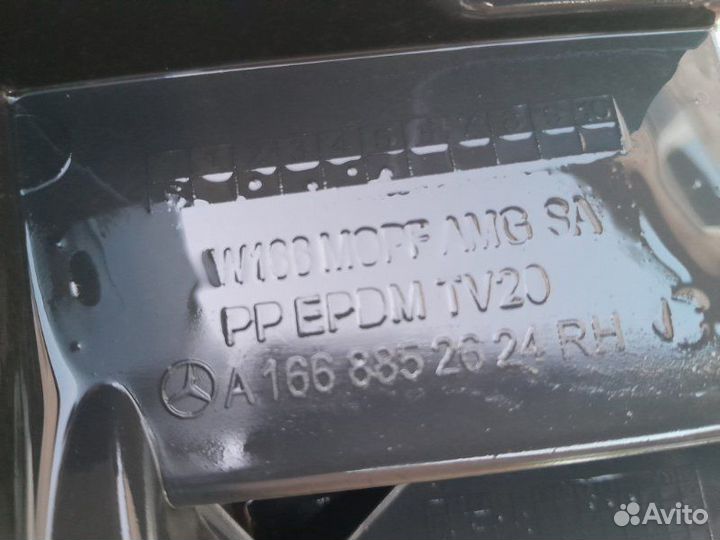 W166 MOPF AMG SA
PP EPDM TV20
A 166 885 26 24 RH
Avito